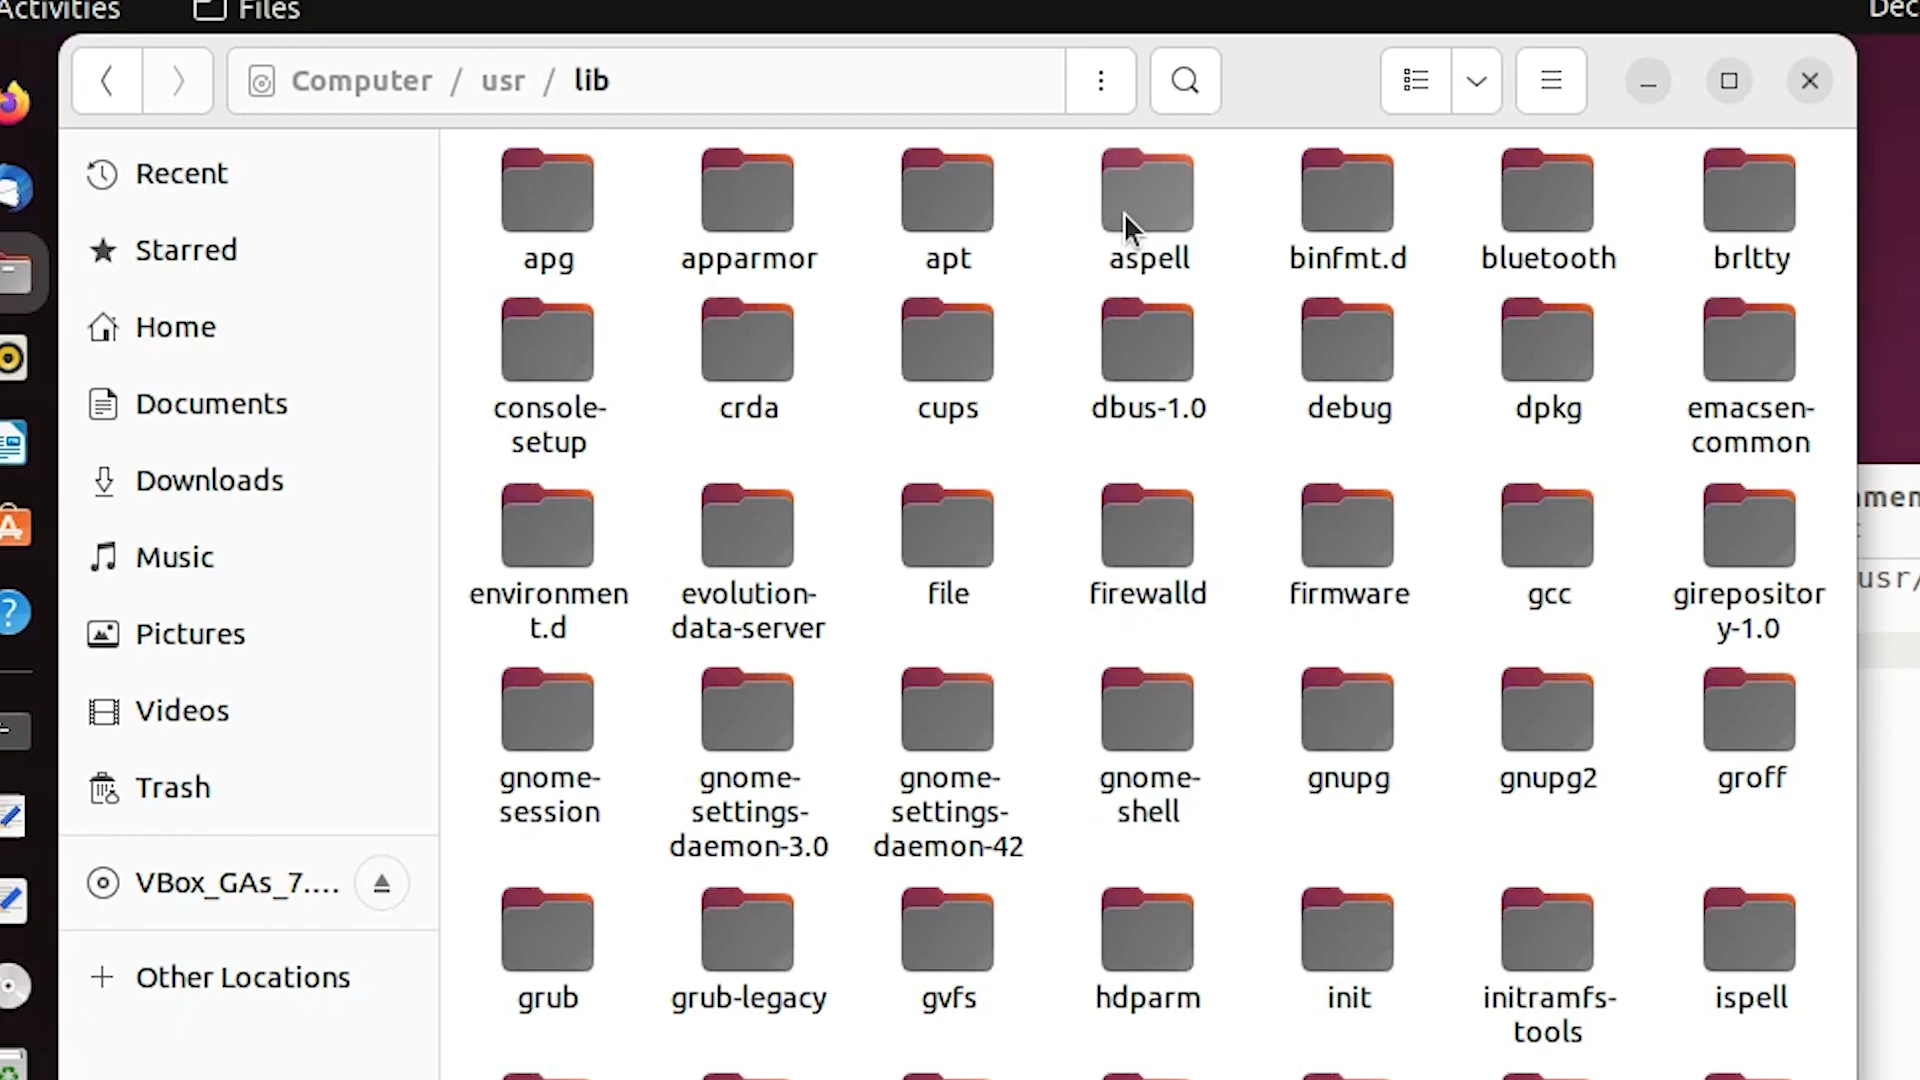 Activities Files Dec
Computer / usr / lib
Recent
Starred
Home
Documents
Downloads
Music
Pictures
Videos
Trash
VBox_GAs_7....
Other Locations
apg apparmor apt aspell binfmt.d bluetooth brltty
console- crda cups dbus-1.0 debug dpkg emacsen-
setup common
environmen evolution- file firewalld firmware gcc girepositor
t.d data-server y-1.0
gnome- gnome- gnome- gnome- gnupg gnupg2 groff
session settings- settings- shell
daemon-3.0 daemon-42
grub grub-legacy gvfs hdparm init initramfs- ispell
tools
usr/